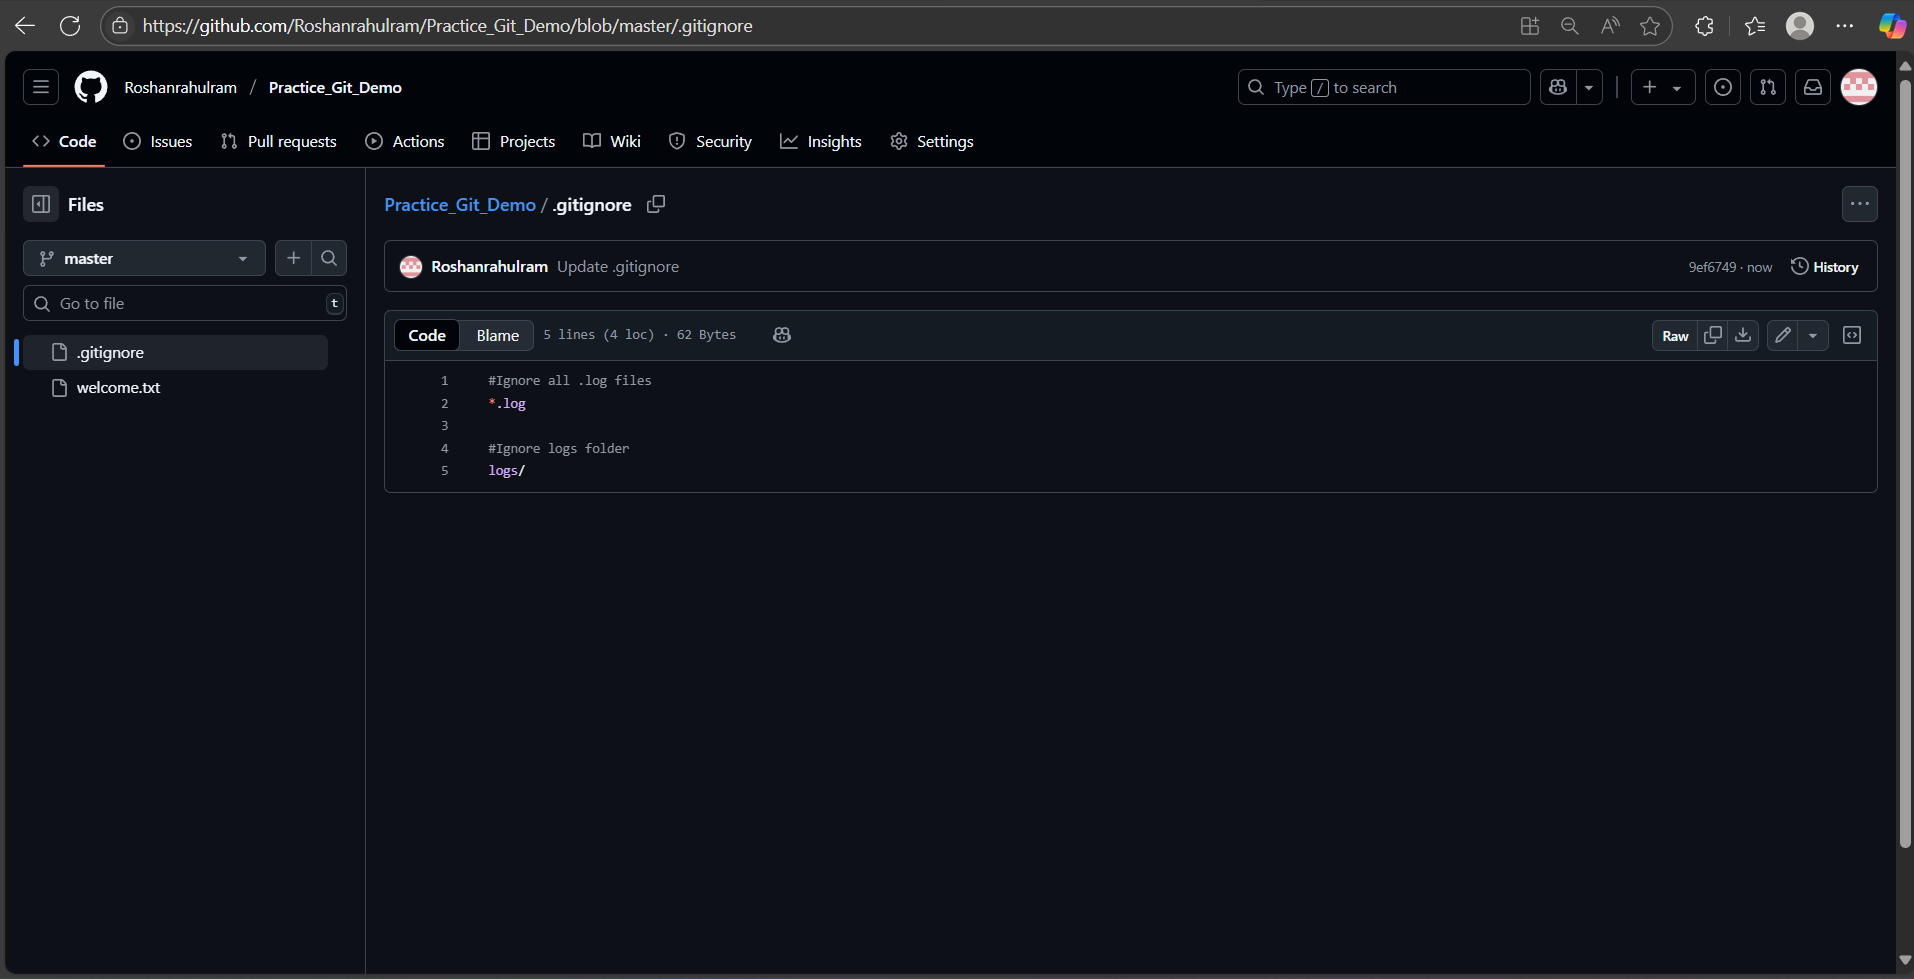 https://github.com/Roshanrahulram/Practice_Git_Demo/blob/master/.gitignore
Roshanrahulram / Practice_Git_Demo
Type / to search
Code Issues Pull requests Actions Projects Wiki Security Insights Settings
Files
master
Go to file t
.gitignore
welcome.txt
Practice_Git_Demo / .gitignore
Roshanrahulram Update .gitignore
9ef6749 · now History
Code Blame 5 lines (4 loc) · 62 Bytes
Raw
1 #Ignore all .log files
2 *.log
3
4 #Ignore logs folder
5 logs/